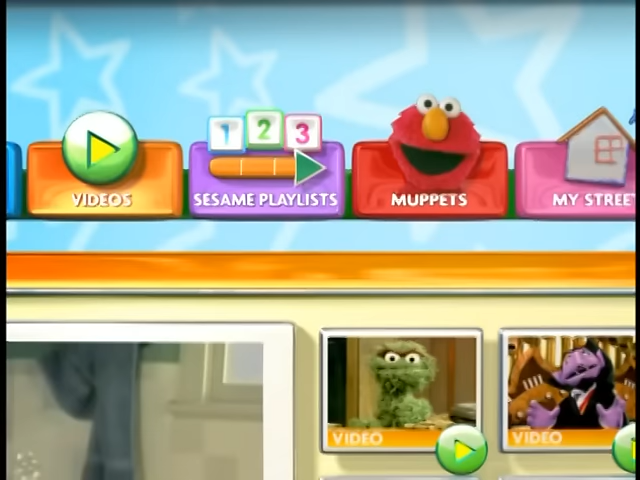 1 2 3
VIDEOS
SESAME PLAYLISTS
MUPPETS
MY STREE
VIDEO
VIDEO